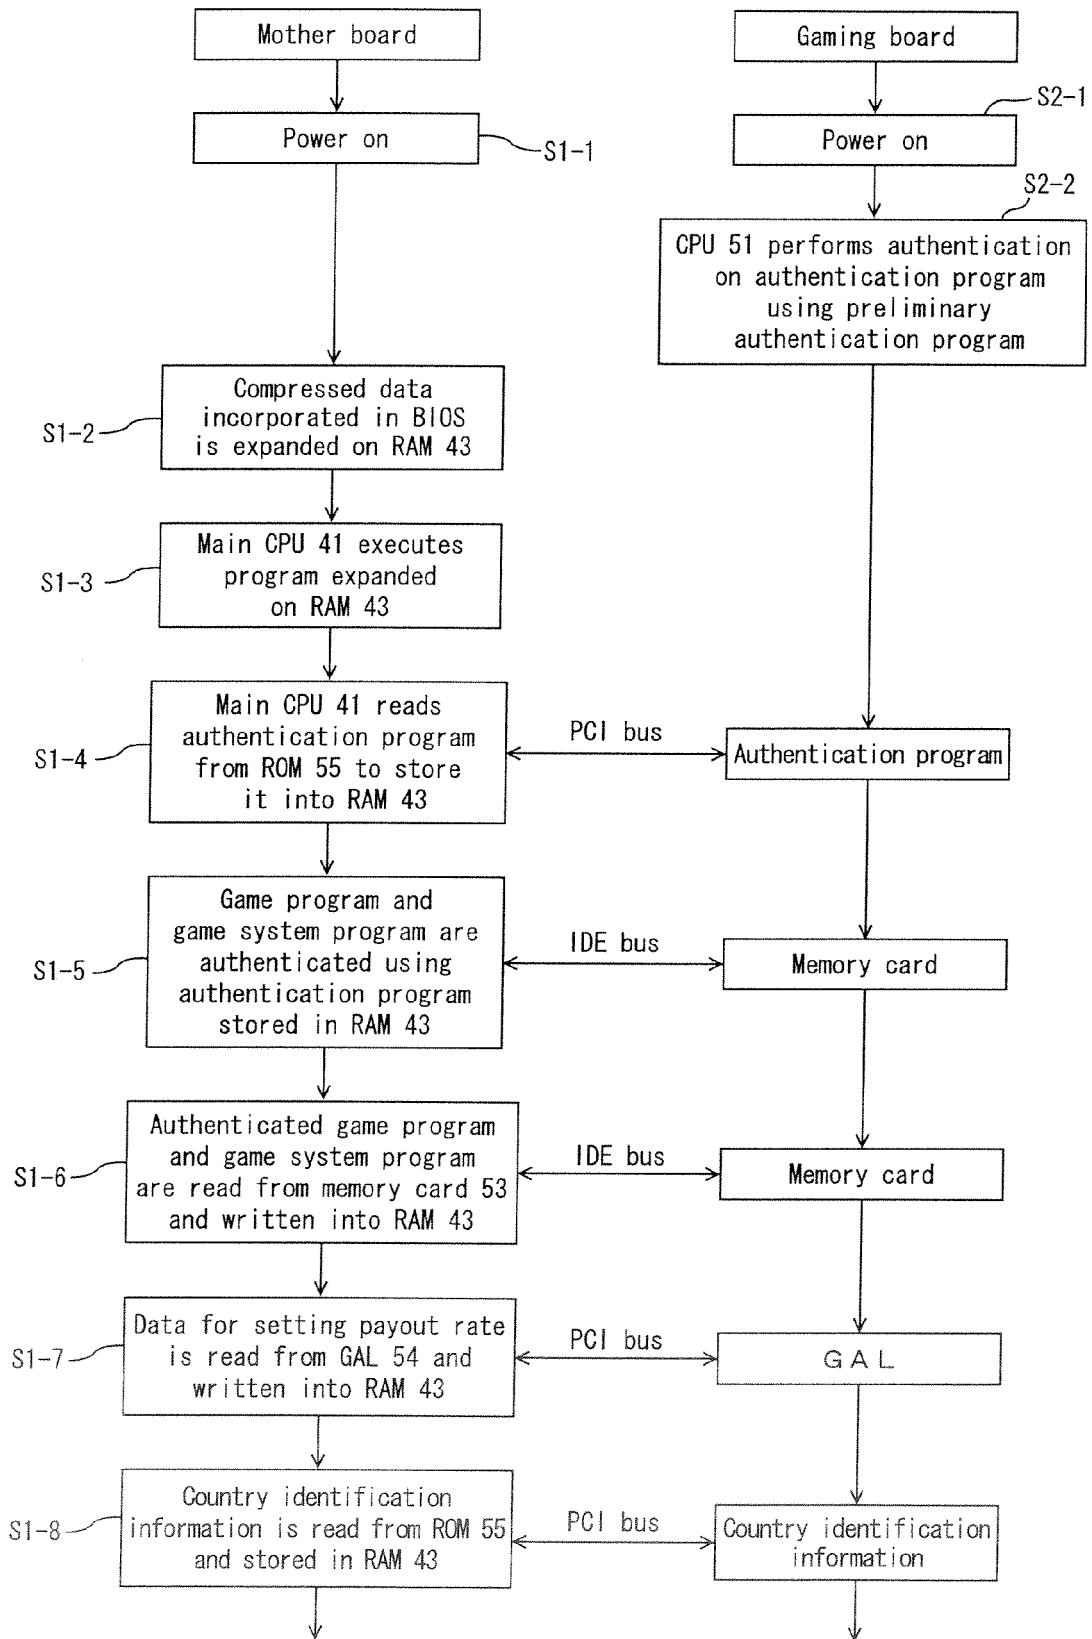 Mother board
Gaming board
Power on
S1-1
Power on
S2-1
S2-2
CPU 51 performs authentication
on authentication program
using preliminary
authentication program
Compressed data
incorporated in BIOS
is expanded on RAM 43
S1-2
Main CPU 41 executes
program expanded
on RAM 43
S1-3
Main CPU 41 reads
authentication program
from ROM 55 to store
it into RAM 43
S1-4
PCI bus
Authentication program
Game program and
game system program are
authenticated using
authentication program
stored in RAM 43
S1-5
IDE bus
Memory card
Authenticated game program
and game system program
are read from memory card 53
and written into RAM 43
S1-6
IDE bus
Memory card
Data for setting payout rate
is read from GAL 54 and
written into RAM 43
S1-7
PCI bus
GAL
Country identification
information is read from ROM 55
and stored in RAM 43
S1-8
PCI bus
Country identification
information